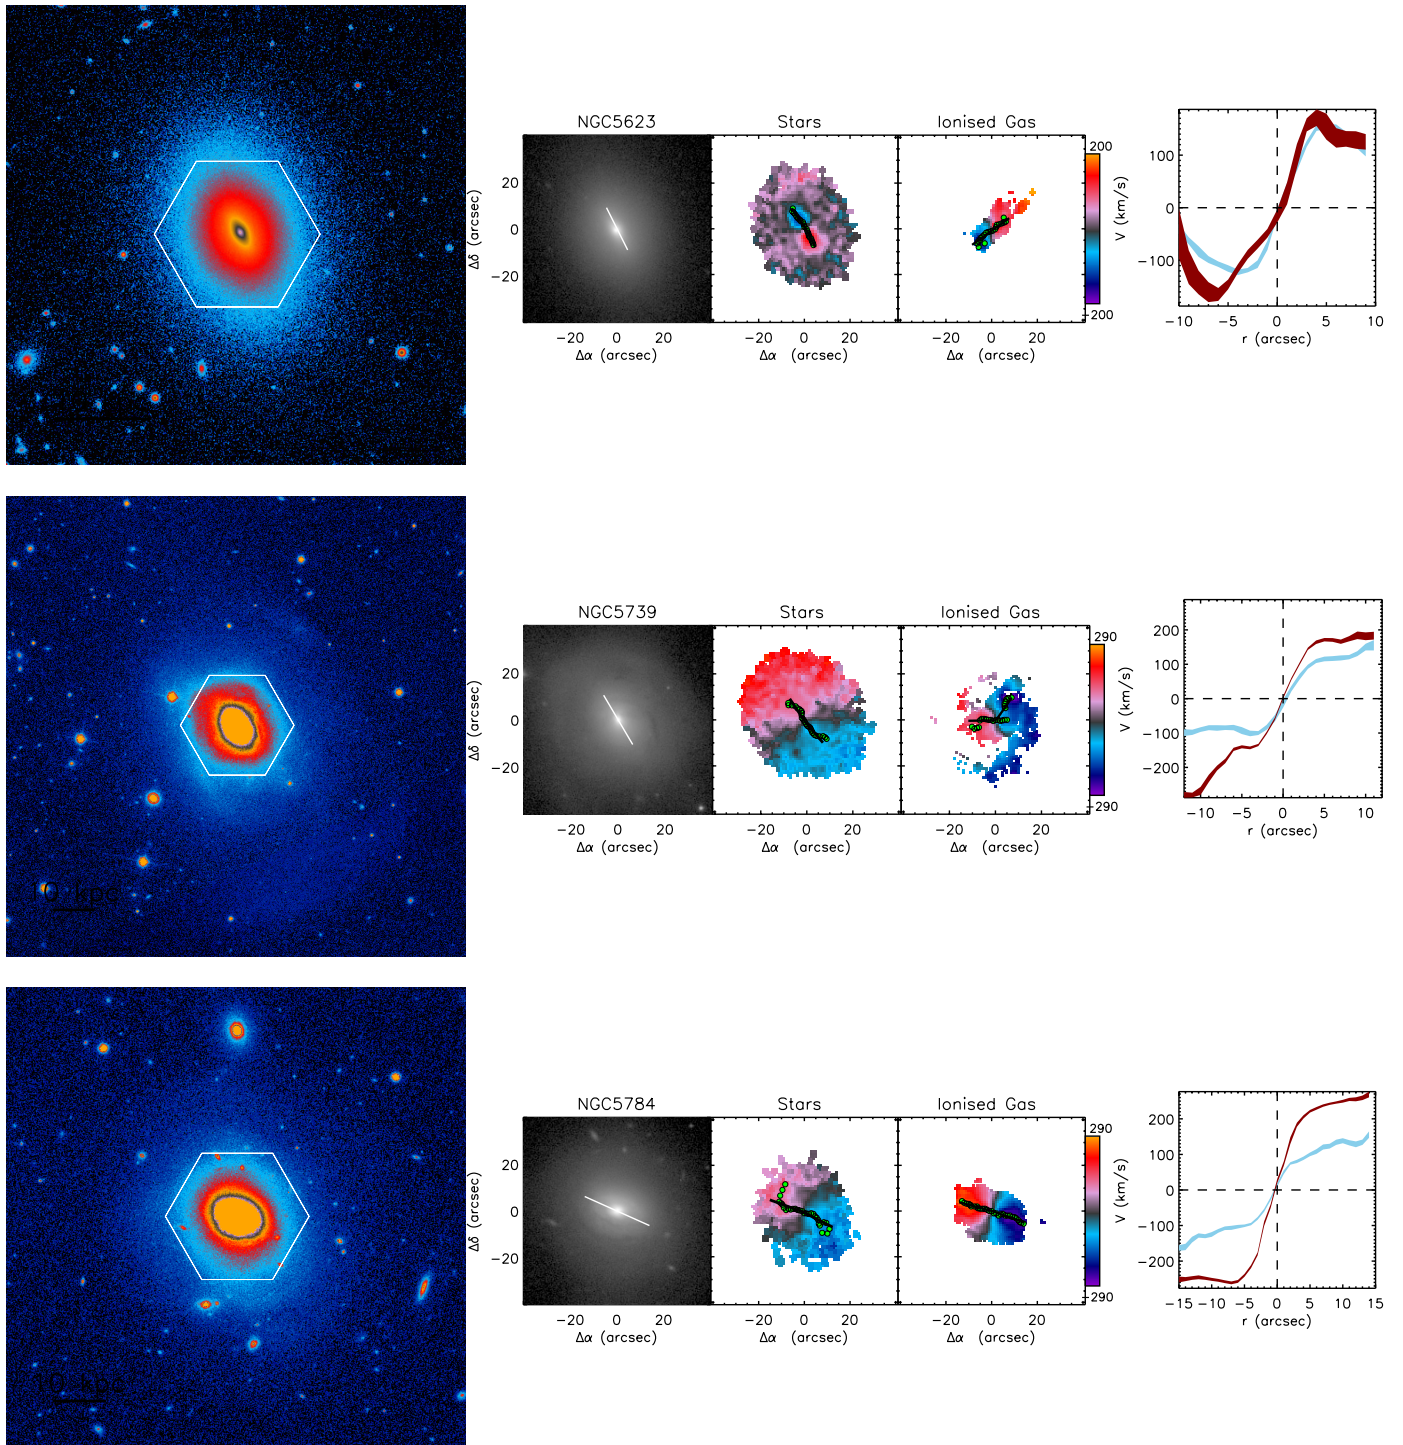 NGC5623 Stars Ionised Gas
Δδ (arcsec)
20
0
−20
−20 0 20
Δα (arcsec)
−20 0 20
Δα (arcsec)
−20 0 20
Δα (arcsec)
200
200
V (km/s)
100
0
−100
−10 −5 0 5 10
r (arcsec)
NGC5739 Stars Ionised Gas
Δδ (arcsec)
20
0
−20
−20 0 20
Δα (arcsec)
−20 0 20
Δα (arcsec)
−20 0 20
Δα (arcsec)
290
−290
V (km/s)
200
100
0
−100
−200
−10 −5 0 5 10
r (arcsec)
10 kpc
NGC5784 Stars Ionised Gas
Δδ (arcsec)
20
0
−20
−20 0 20
Δα (arcsec)
−20 0 20
Δα (arcsec)
−20 0 20
Δα (arcsec)
290
−290
V (km/s)
200
100
0
−100
−200
−15 −10 −5 0 5 10 15
r (arcsec)
10 kpc